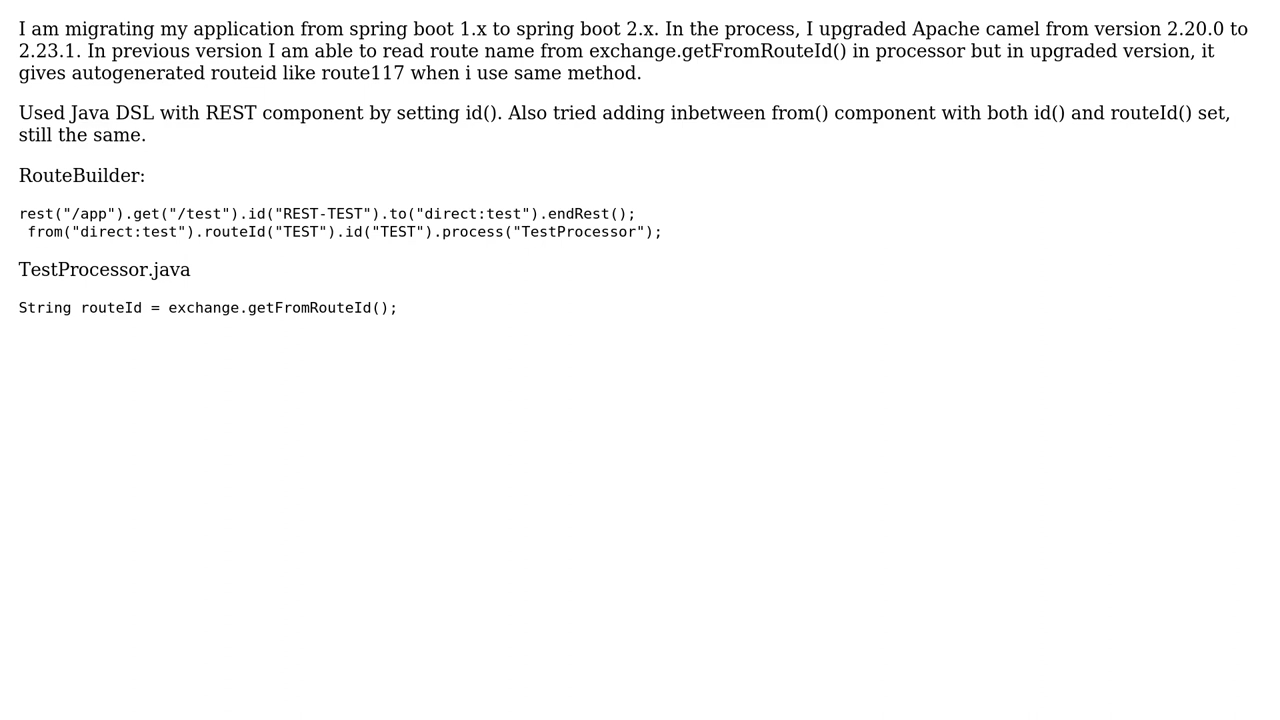 I am migrating my application from spring boot 1.x to spring boot 2.x. In the process, I upgraded Apache camel from version 2.20.0 to
2.23.1. In previous version I am able to read route name from exchange.getFromRouteId() in processor but in upgraded version, it
gives autogenerated routeid like route117 when i use same method.
Used Java DSL with REST component by setting id(). Also tried adding inbetween from() component with both id() and routeId() set,
still the same.
RouteBuilder:
rest("/app").get("/test").id("REST-TEST").to("direct:test").endRest();
from("direct:test").routeId("TEST").id("TEST").process("TestProcessor");
TestProcessor.java
String routeId = exchange.getFromRouteId();